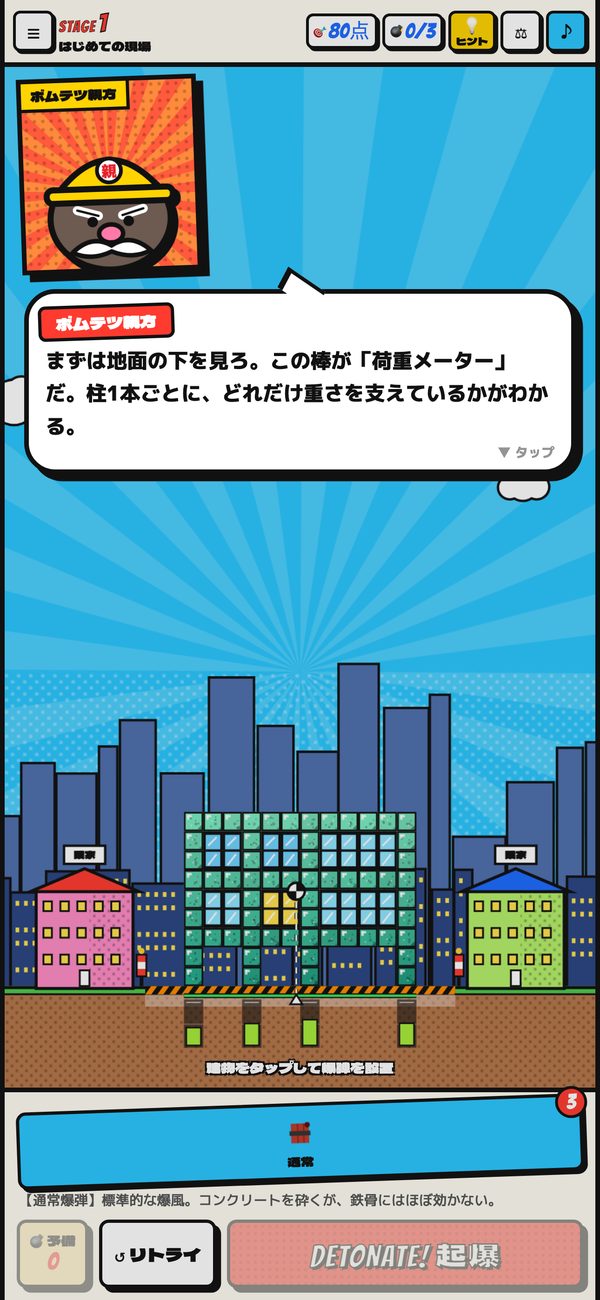 STAGE 1
はじめての現場
80点
0/3
ヒント
ボムテツ親方
親
ボムテツ親方
まずは地面の下を見ろ。この棒が「荷重メーター」
だ。柱1本ごとに、どれだけ重さを支えているかがわか
る。
▼ タップ
民家
民家
建物をタップして爆弾を設置
3
通常
【通常爆弾】標準的な爆風。コンクリートを砕くが、鉄骨にはほぼ効かない。
予備
0
↺ リトライ
DETONATE! 起爆